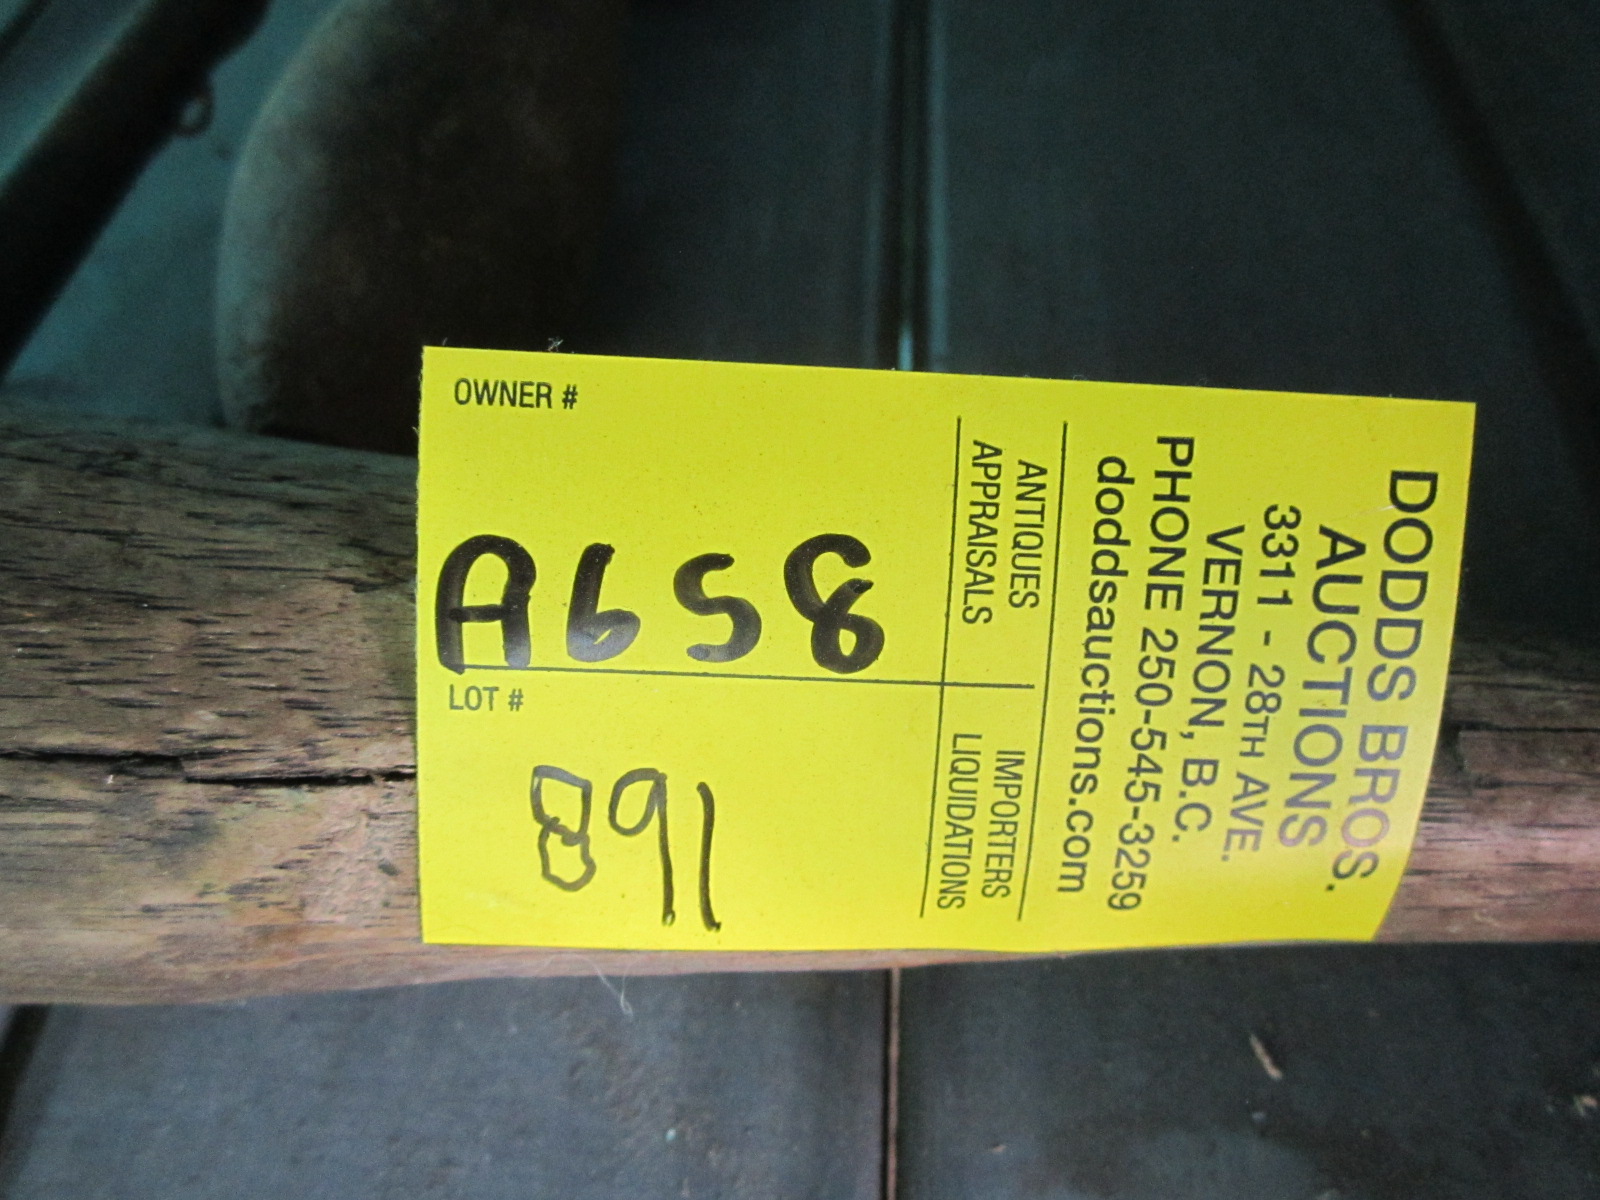 DODDS BROS.
AUCTIONS
3311 - 28TH AVE.
VERNON, B.C.
PHONE 250-545-3259
doddsauctions.com
ANTIQUES
APPRAISALS
IMPORTERS
LIQUIDATIONS
OWNER #
A658
LOT #
891